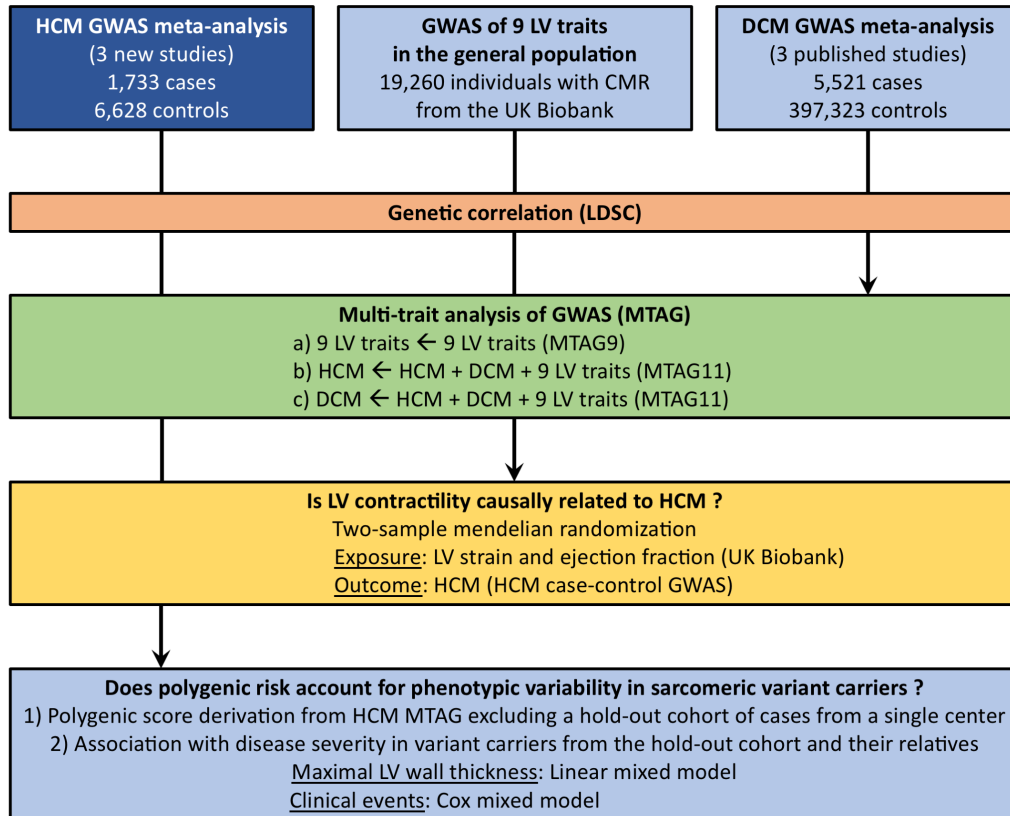 HCM GWAS meta-analysis
(3 new studies)
1,733 cases
6,628 controls
GWAS of 9 LV traits
in the general population
19,260 individuals with CMR
from the UK Biobank
DCM GWAS meta-analysis
(3 published studies)
5,521 cases
397,323 controls
Genetic correlation (LDSC)
Multi-trait analysis of GWAS (MTAG)
a) 9 LV traits ← 9 LV traits (MTAG9)
b) HCM ← HCM + DCM + 9 LV traits (MTAG11)
c) DCM ← HCM + DCM + 9 LV traits (MTAG11)
Is LV contractility causally related to HCM ?
Two-sample mendelian randomization
Exposure: LV strain and ejection fraction (UK Biobank)
Outcome: HCM (HCM case-control GWAS)
Does polygenic risk account for phenotypic variability in sarcomeric variant carriers ?
1) Polygenic score derivation from HCM MTAG excluding a hold-out cohort of cases from a single center
2) Association with disease severity in variant carriers from the hold-out cohort and their relatives
Maximal LV wall thickness: Linear mixed model
Clinical events: Cox mixed model